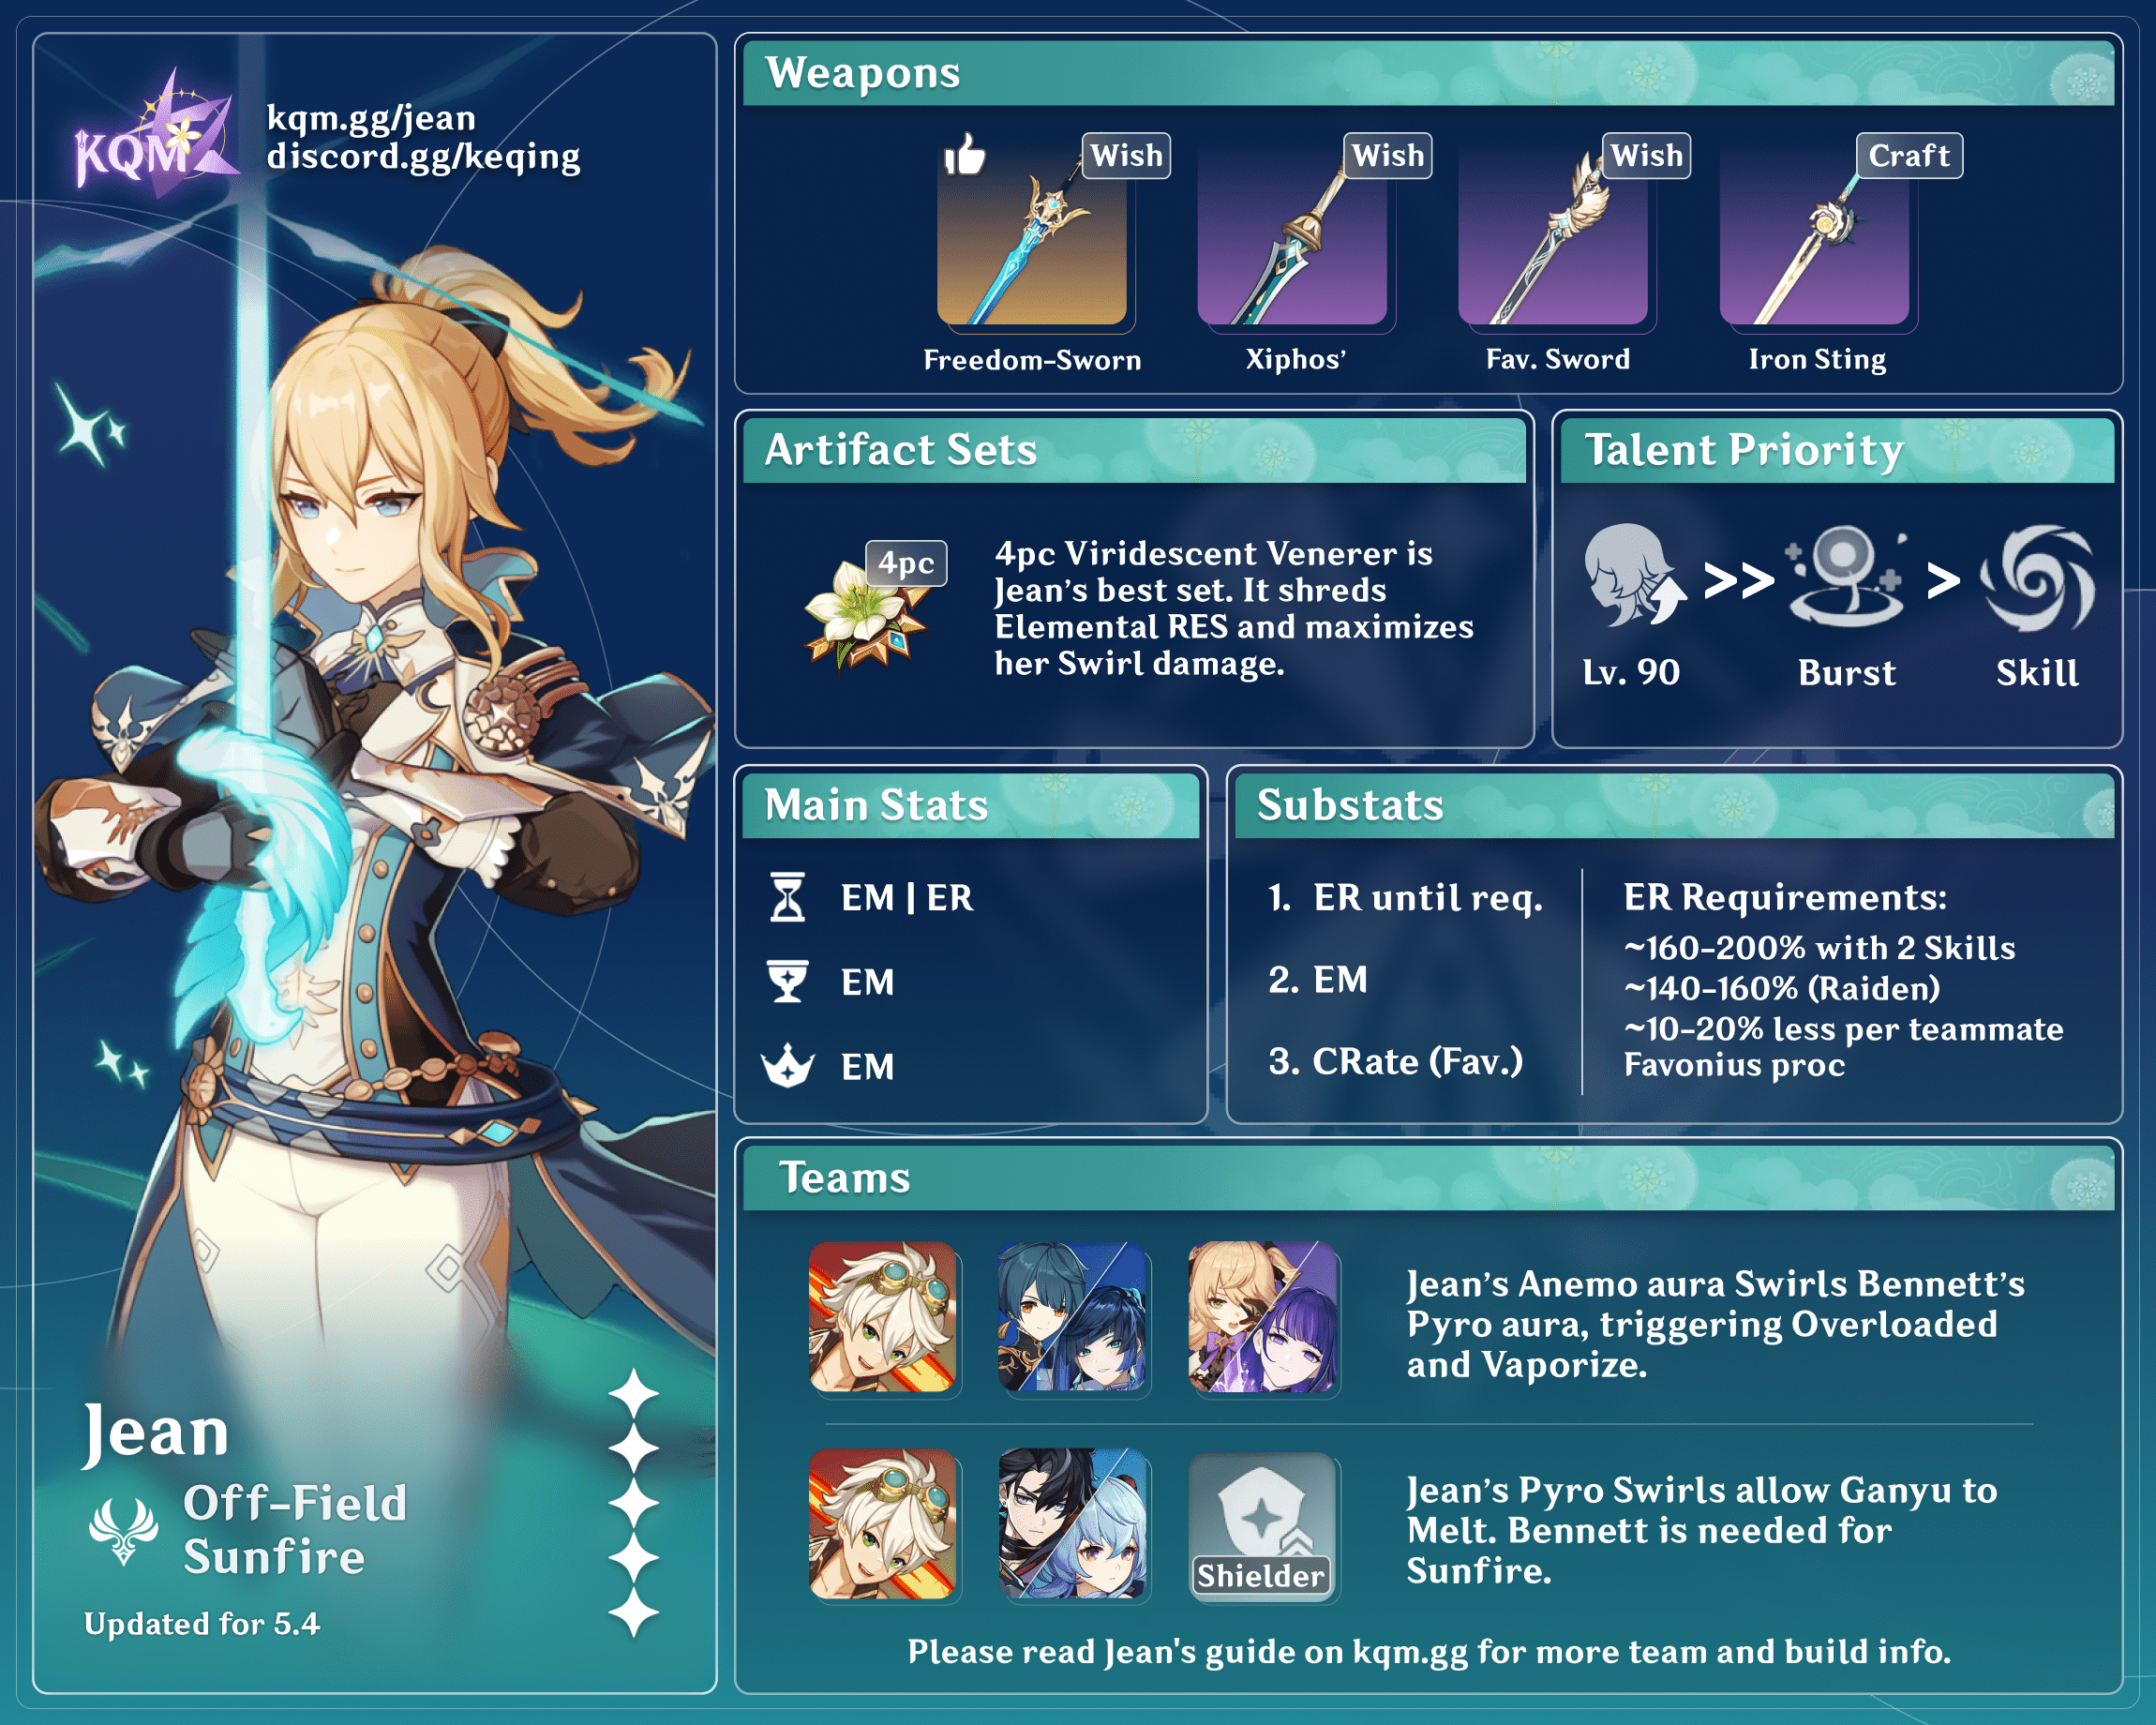 KQM
kqm.gg/jean
discord.gg/keqing
Jean
Off-Field
Sunfire
Updated for 5.4
Weapons
Wish
Wish
Wish
Craft
Freedom-Sworn
Xiphos’
Fav. Sword
Iron Sting
Artifact Sets
4pc
4pc Viridescent Venerer is
Jean’s best set. It shreds
Elemental RES and maximizes
her Swirl damage.
Talent Priority
>>
>
Lv. 90
Burst
Skill
Main Stats
EM | ER
EM
EM
Substats
1. ER until req.
2. EM
3. CRate (Fav.)
ER Requirements:
~160-200% with 2 Skills
~140-160% (Raiden)
~10-20% less per teammate
Favonius proc
Teams
Jean’s Anemo aura Swirls Bennett’s
Pyro aura, triggering Overloaded
and Vaporize.
Shielder
Jean’s Pyro Swirls allow Ganyu to
Melt. Bennett is needed for
Sunfire.
Please read Jean's guide on kqm.gg for more team and build info.